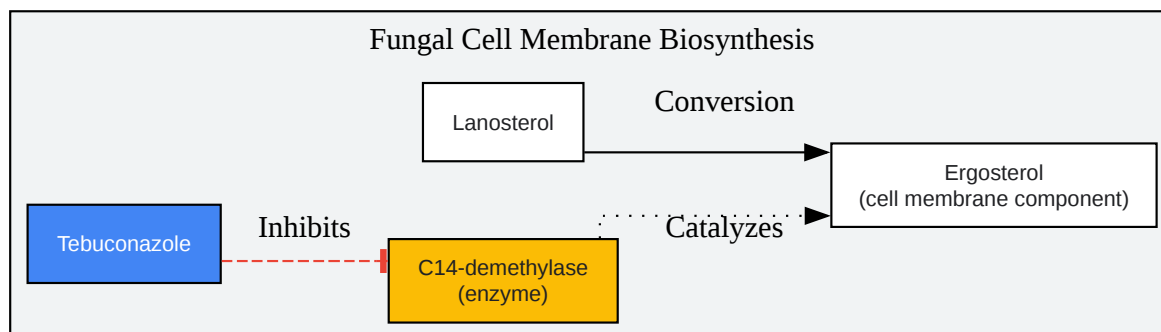 Fungal Cell Membrane Biosynthesis
Lanosterol
Conversion
Ergosterol
(cell membrane component)
Tebuconazole
Inhibits
C14-demethylase
(enzyme)
Catalyzes